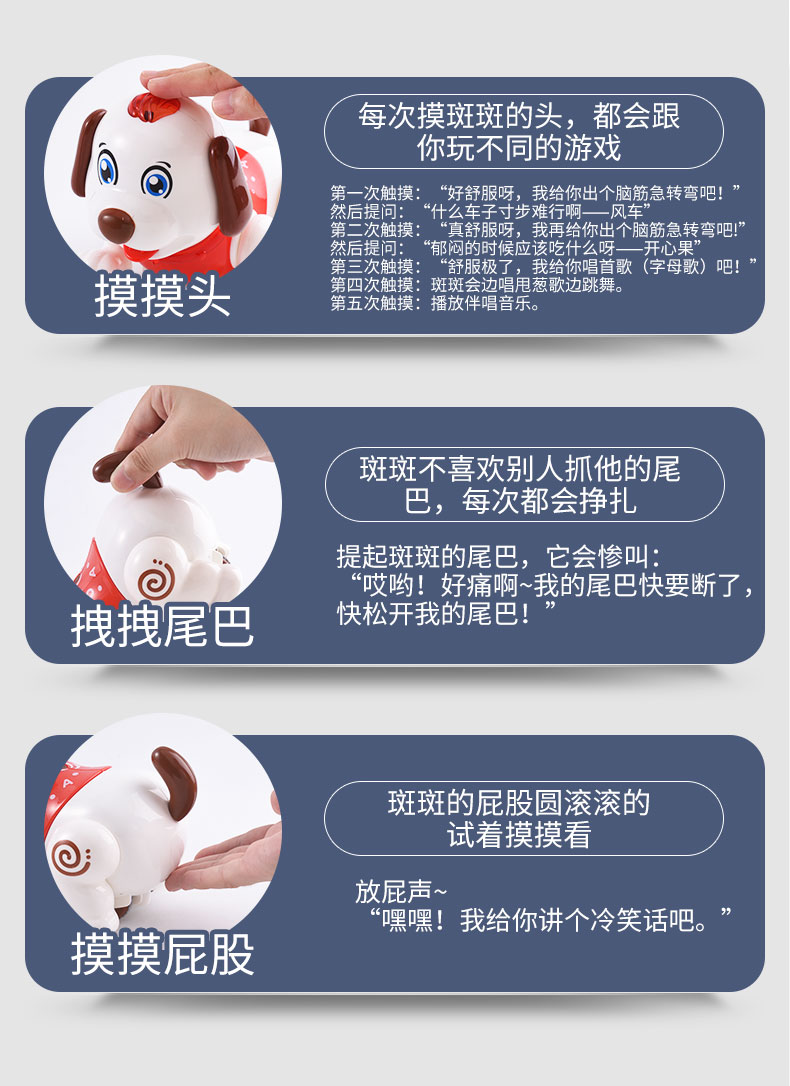 每次摸斑斑的头，都会跟
你玩不同的游戏
第一次触摸：“好舒服呀，我给你出个脑筋急转弯吧！”
然后提问：“什么车子寸步难行啊——风车”
第二次触摸：“真舒服呀，我再给你出个脑筋急转弯吧!”
然后提问：“郁闷的时候应该吃什么呀——开心果”
第三次触摸：“舒服极了，我给你唱首歌（字母歌）吧！”
第四次触摸：斑斑会边唱甩葱歌边跳舞。
第五次触摸：播放伴唱音乐。
摸摸头
斑斑不喜欢别人抓他的尾
巴，每次都会挣扎
提起斑斑的尾巴，它会惨叫：
“哎哟！好痛啊~我的尾巴快要断了，
快松开我的尾巴！”
拽拽尾巴
斑斑的屁股圆滚滚的
试着摸摸看
放屁声~
“嘿嘿！我给你讲个冷笑话吧。”
摸摸屁股